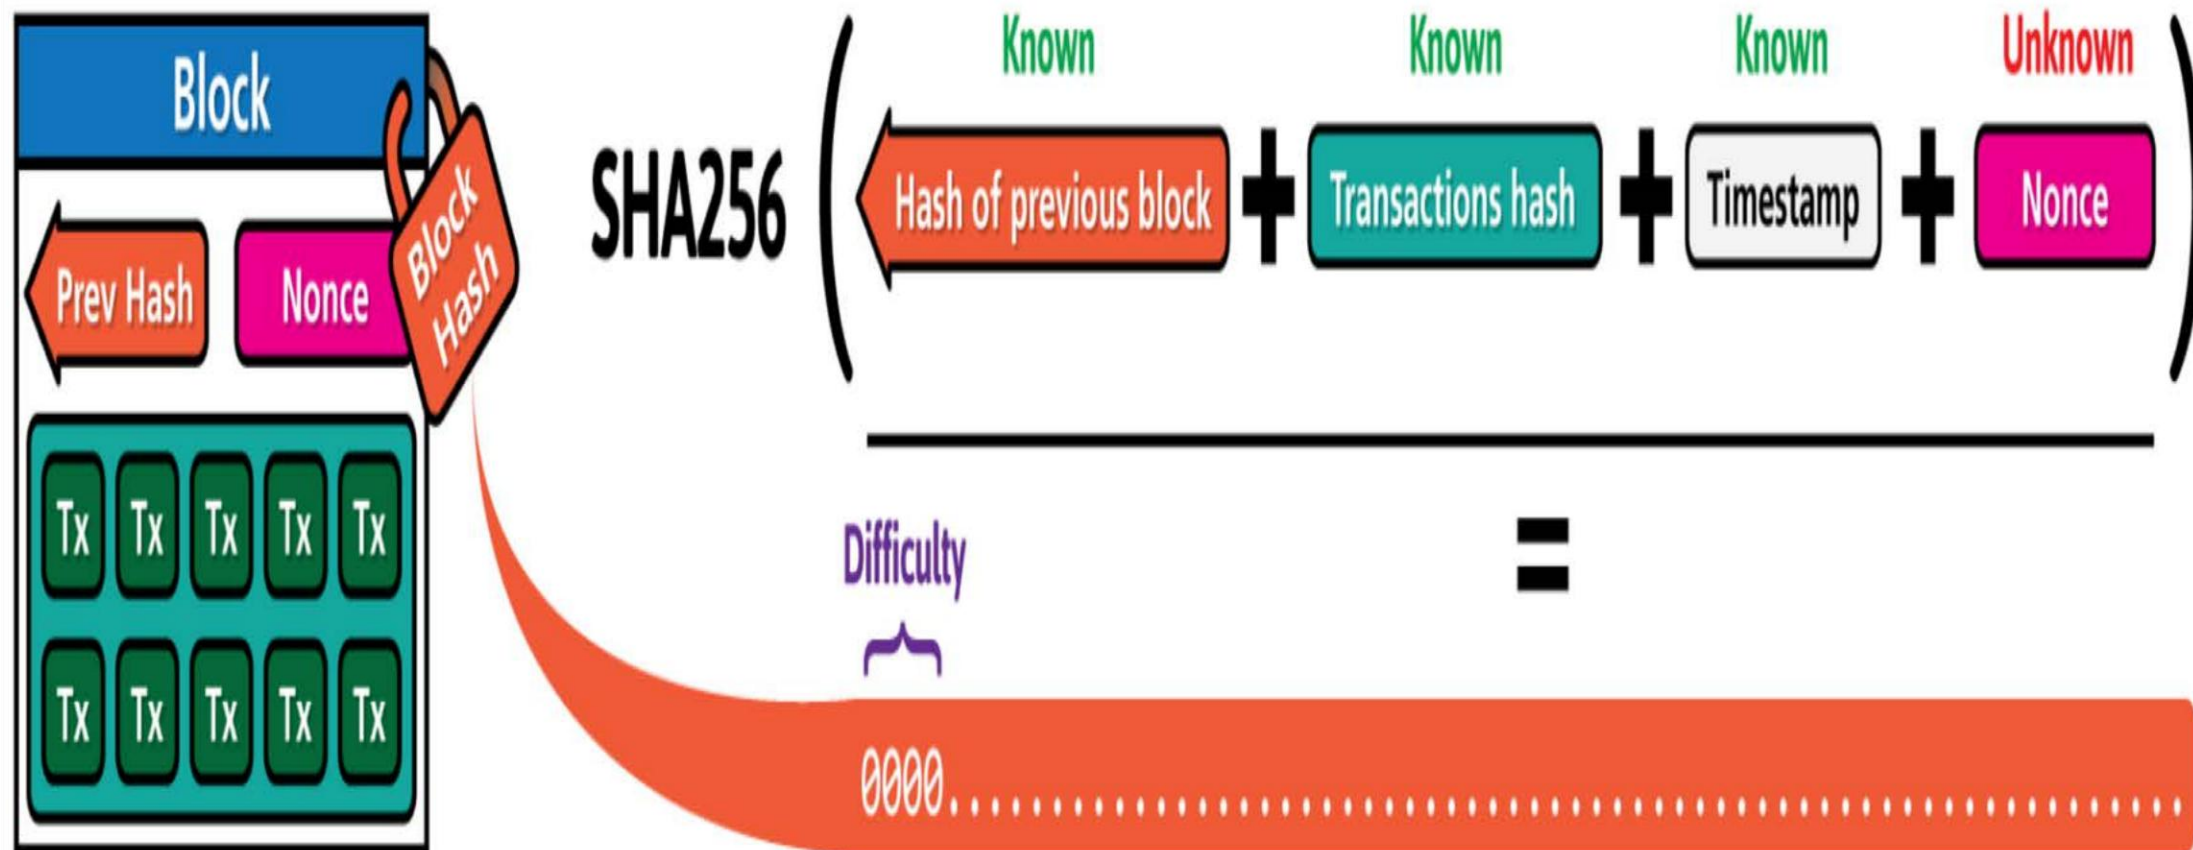 Block
Prev Hash
Nonce
Block
Hash
Tx Tx Tx Tx Tx
Tx Tx Tx Tx Tx
Known Known Known Unknown
SHA256 ( Hash of previous block + Transactions hash + Timestamp + Nonce )
Difficulty
=
0000............................................................